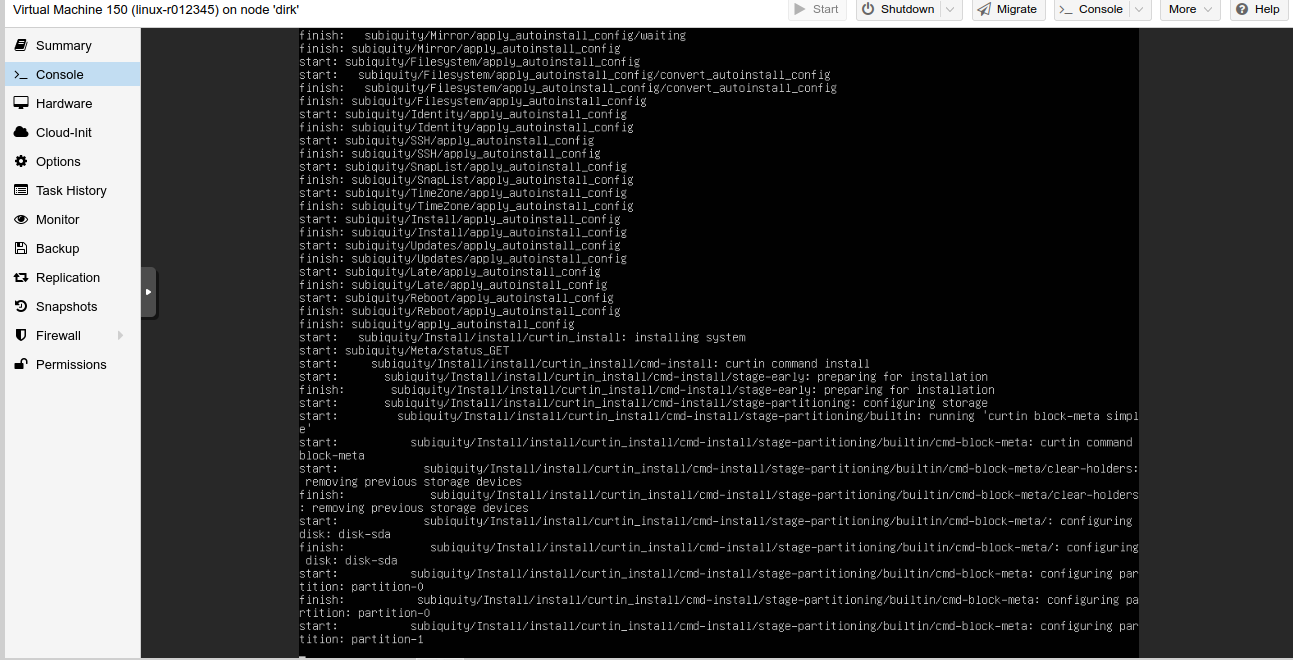 Virtual Machine 150 (linux-r012345) on node 'dirk'
Start
Shutdown
Migrate
Console
More
Help
Summary
Console
Hardware
Cloud-Init
Options
Task History
Monitor
Backup
Replication
Snapshots
Firewall
Permissions
finish:   subiquity/Mirror/apply_autoinstall_config/waiting
finish: subiquity/Mirror/apply_autoinstall_config
start: subiquity/Filesystem/apply_autoinstall_config
start:   subiquity/Filesystem/apply_autoinstall_config/convert_autoinstall_config
finish:   subiquity/Filesystem/apply_autoinstall_config/convert_autoinstall_config
finish: subiquity/Filesystem/apply_autoinstall_config
start: subiquity/Identity/apply_autoinstall_config
finish: subiquity/Identity/apply_autoinstall_config
start: subiquity/SSH/apply_autoinstall_config
finish: subiquity/SSH/apply_autoinstall_config
start: subiquity/SnapList/apply_autoinstall_config
finish: subiquity/SnapList/apply_autoinstall_config
start: subiquity/TimeZone/apply_autoinstall_config
finish: subiquity/TimeZone/apply_autoinstall_config
start: subiquity/Install/apply_autoinstall_config
finish: subiquity/Install/apply_autoinstall_config
start: subiquity/Updates/apply_autoinstall_config
finish: subiquity/Updates/apply_autoinstall_config
start: subiquity/Late/apply_autoinstall_config
finish: subiquity/Late/apply_autoinstall_config
start: subiquity/Reboot/apply_autoinstall_config
finish: subiquity/Reboot/apply_autoinstall_config
finish: subiquity/apply_autoinstall_config
start:   subiquity/Install/install/curtin_install: installing system
start: subiquity/Meta/status_GET
start:     subiquity/Install/install/curtin_install/cmd-install: curtin command install
start:       subiquity/Install/install/curtin_install/cmd-install/stage-early: preparing for installation
finish:       subiquity/Install/install/curtin_install/cmd-install/stage-early: preparing for installation
start:       subiquity/Install/install/curtin_install/cmd-install/stage-partitioning: configuring storage
start:         subiquity/Install/install/curtin_install/cmd-install/stage-partitioning/builtin: running 'curtin block-meta simpl
e'
start:           subiquity/Install/install/curtin_install/cmd-install/stage-partitioning/builtin/cmd-block-meta: curtin command
block-meta
start:             subiquity/Install/install/curtin_install/cmd-install/stage-partitioning/builtin/cmd-block-meta/clear-holders:
 removing previous storage devices
finish:             subiquity/Install/install/curtin_install/cmd-install/stage-partitioning/builtin/cmd-block-meta/clear-holders
: removing previous storage devices
start:             subiquity/Install/install/curtin_install/cmd-install/stage-partitioning/builtin/cmd-block-meta/: configuring
disk: disk-sda
finish:             subiquity/Install/install/curtin_install/cmd-install/stage-partitioning/builtin/cmd-block-meta/: configuring
 disk: disk-sda
start:           subiquity/Install/install/curtin_install/cmd-install/stage-partitioning/builtin/cmd-block-meta: configuring par
tition: partition-0
finish:           subiquity/Install/install/curtin_install/cmd-install/stage-partitioning/builtin/cmd-block-meta: configuring pa
rtition: partition-0
start:           subiquity/Install/install/curtin_install/cmd-install/stage-partitioning/builtin/cmd-block-meta: configuring par
tition: partition-1